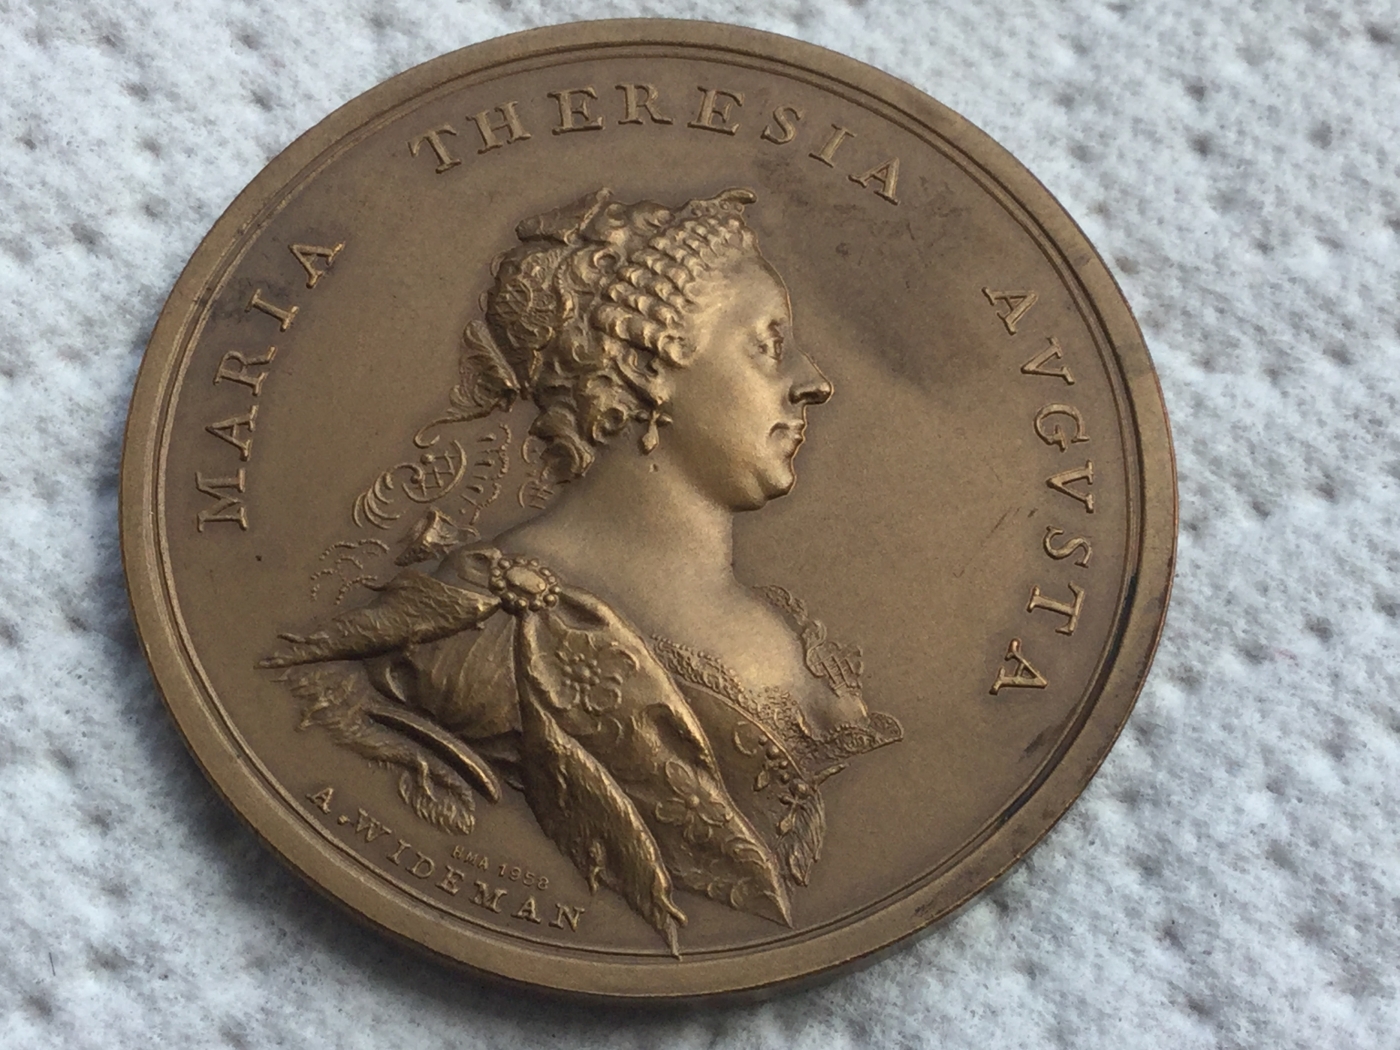 MARIA THERESIA AVGVSTA
HMA 1958
A. WIDEMAN